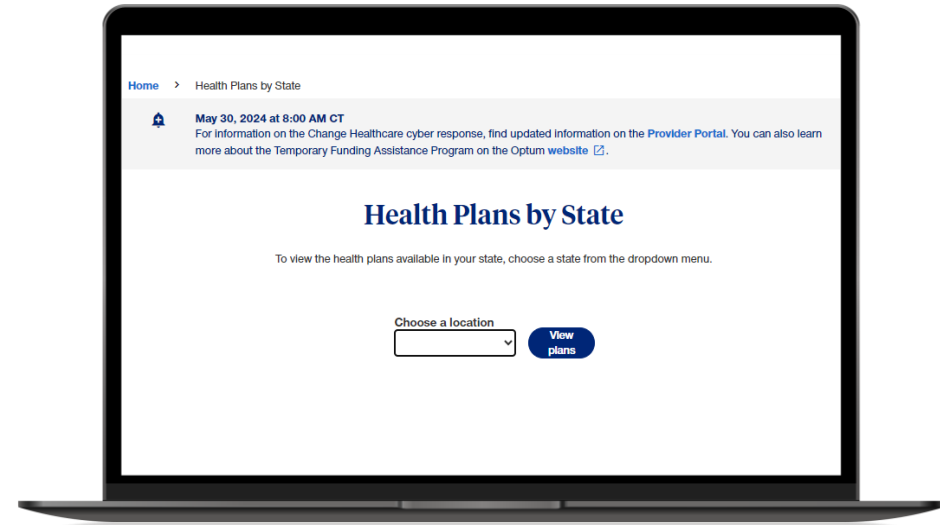 Home > Health Plans by State
May 30, 2024 at 8:00 AM CT
For information on the Change Healthcare cyber response, find updated information on the Provider Portal. You can also learn
more about the Temporary Funding Assistance Program on the Optum website.
Health Plans by State
To view the health plans available in your state, choose a state from the dropdown menu.
Choose a location
View
plans